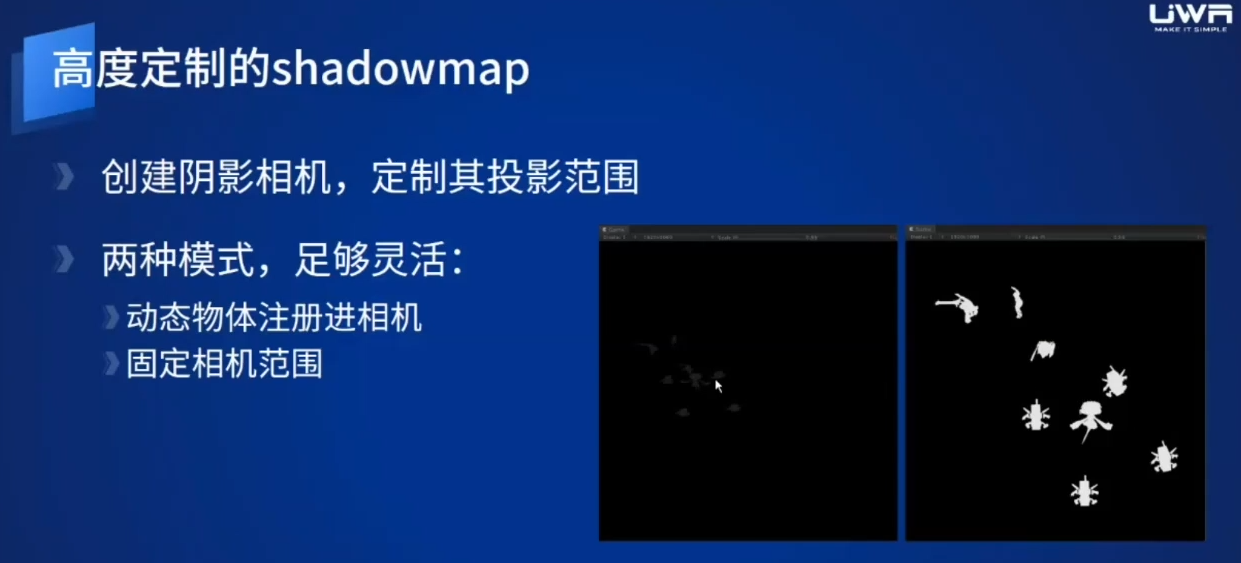 UWA
MAKE IT SIMPLE
高度定制的shadowmap
创建阴影相机，定制其投影范围
两种模式，足够灵活：
动态物体注册进相机
固定相机范围